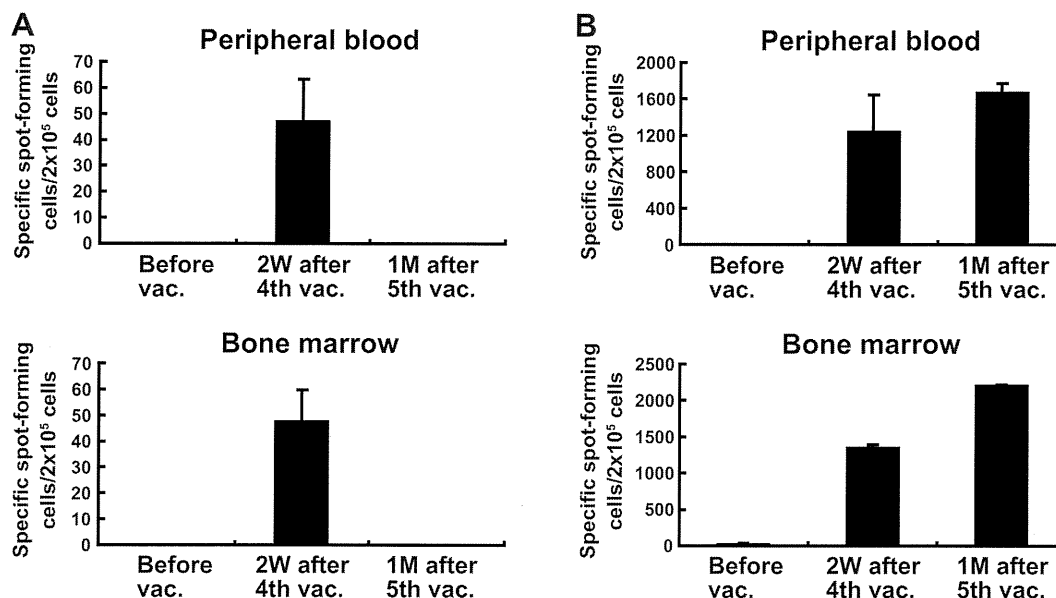 A
Peripheral blood
Specific spot-forming
cells/2x10⁵ cells
70
60
50
40
30
20
10
0
Before
vac.
2W after
4th vac.
1M after
5th vac.
Bone marrow
Specific spot-forming
cells/2x10⁵ cells
70
60
50
40
30
20
10
0
Before
vac.
2W after
4th vac.
1M after
5th vac.
B
Peripheral blood
Specific spot-forming
cells/2x10⁵ cells
2000
1600
1200
800
400
0
Before
vac.
2W after
4th vac.
1M after
5th vac.
Bone marrow
Specific spot-forming
cells/2x10⁵ cells
2500
2000
1500
1000
500
0
Before
vac.
2W after
4th vac.
1M after
5th vac.